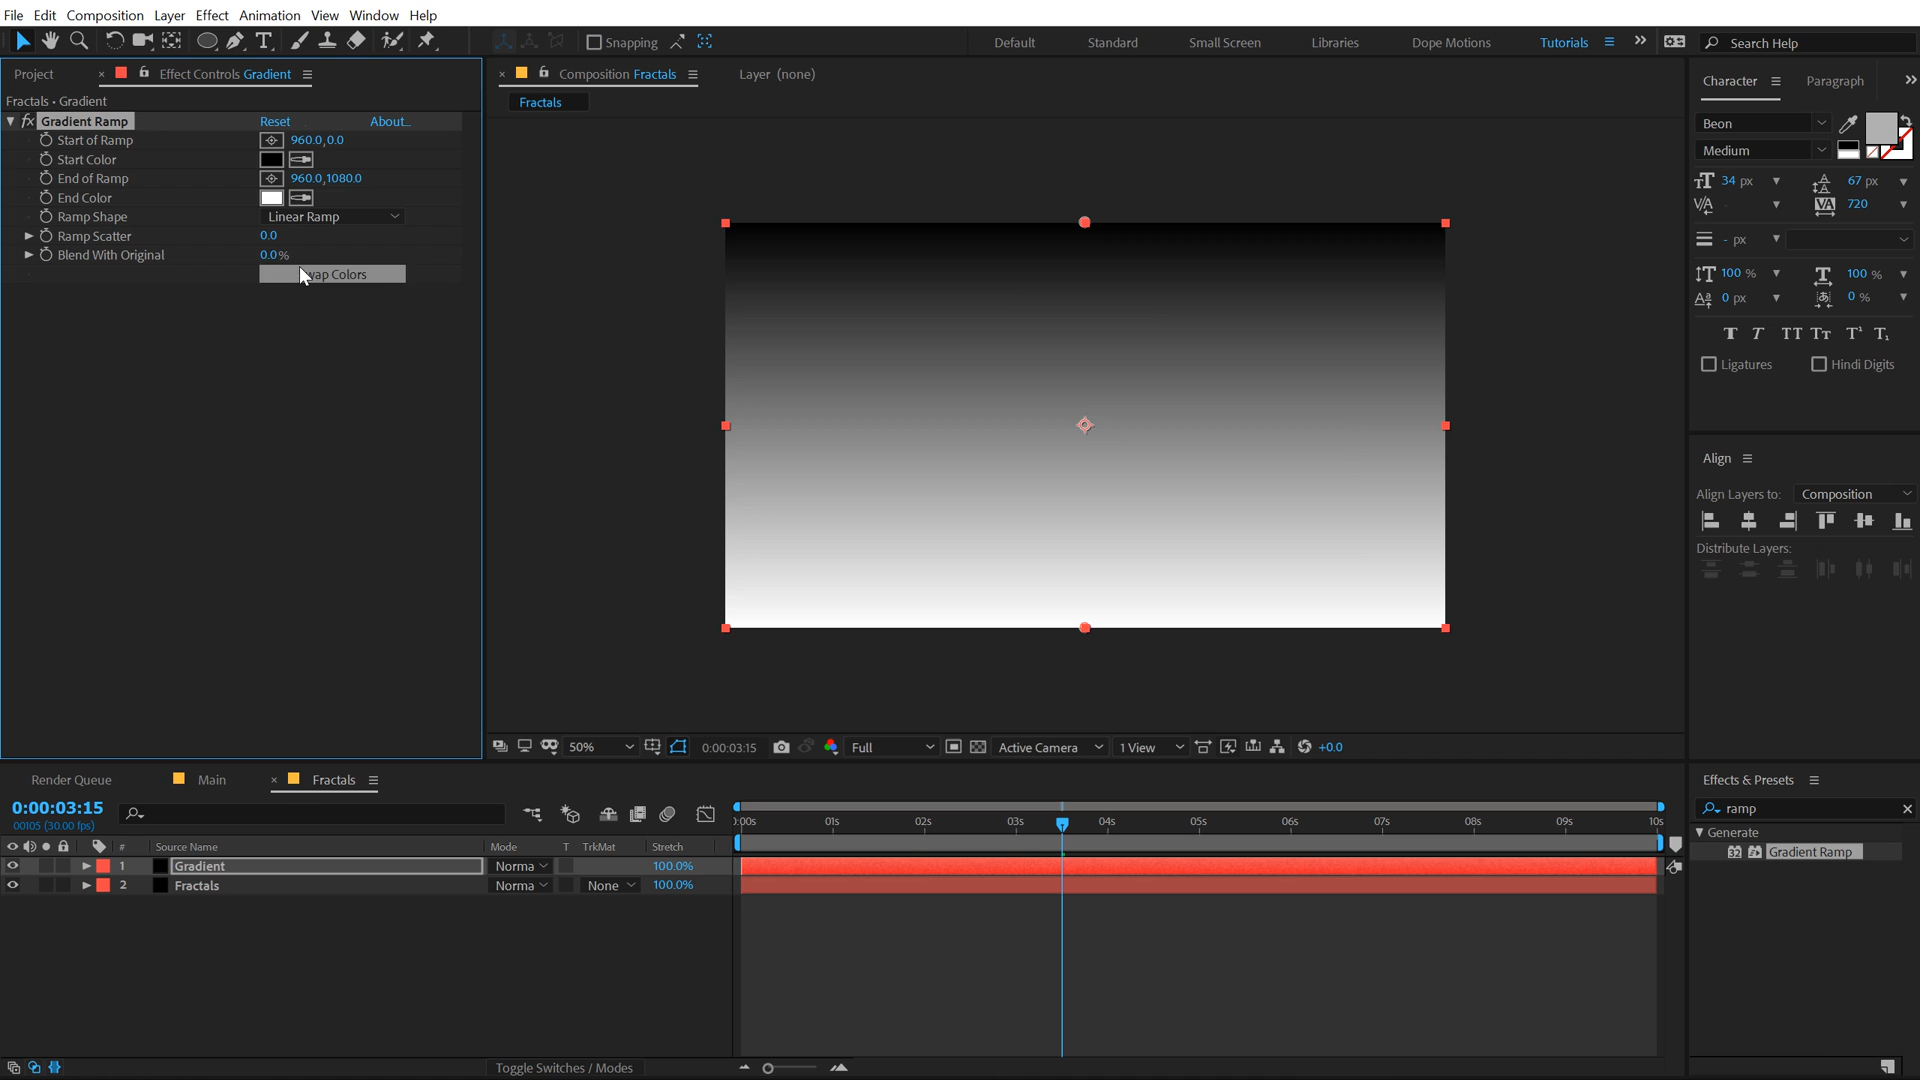 File Edit Composition Layer Effect Animation View Window Help
Snapping
Default Standard Small Screen Libraries Dope Motions Tutorials
Search Help
Project
Effect Controls Gradient
Fractals • Gradient
fx Gradient Ramp Reset About...
Start of Ramp 960.0,0.0
Start Color
End of Ramp 960.0,1080.0
End Color
Ramp Shape Linear Ramp
Ramp Scatter 0.0
Blend With Original 0.0%
Colors
Composition Fractals
Layer (none)
Fractals
50%
0:00:03:15
Full
Active Camera
1 View
+0.0
Character Paragraph
Beon
Medium
34 px
67 px
720
- px
100 %
100 %
0 px
0 %
Ligatures Hindi Digits
Align
Align Layers to: Composition
Distribute Layers:
Render Queue Main Fractals
0:00:03:15
00105 (30.00 fps)
# Source Name Mode T TrkMat Stretch
1 Gradient Norma 100.0%
2 Fractals Norma None 100.0%
01s 02s 03s 04s 05s 06s 07s 08s 09s 10s
Toggle Switches / Modes
Effects & Presets
ramp
Generate
32 Gradient Ramp